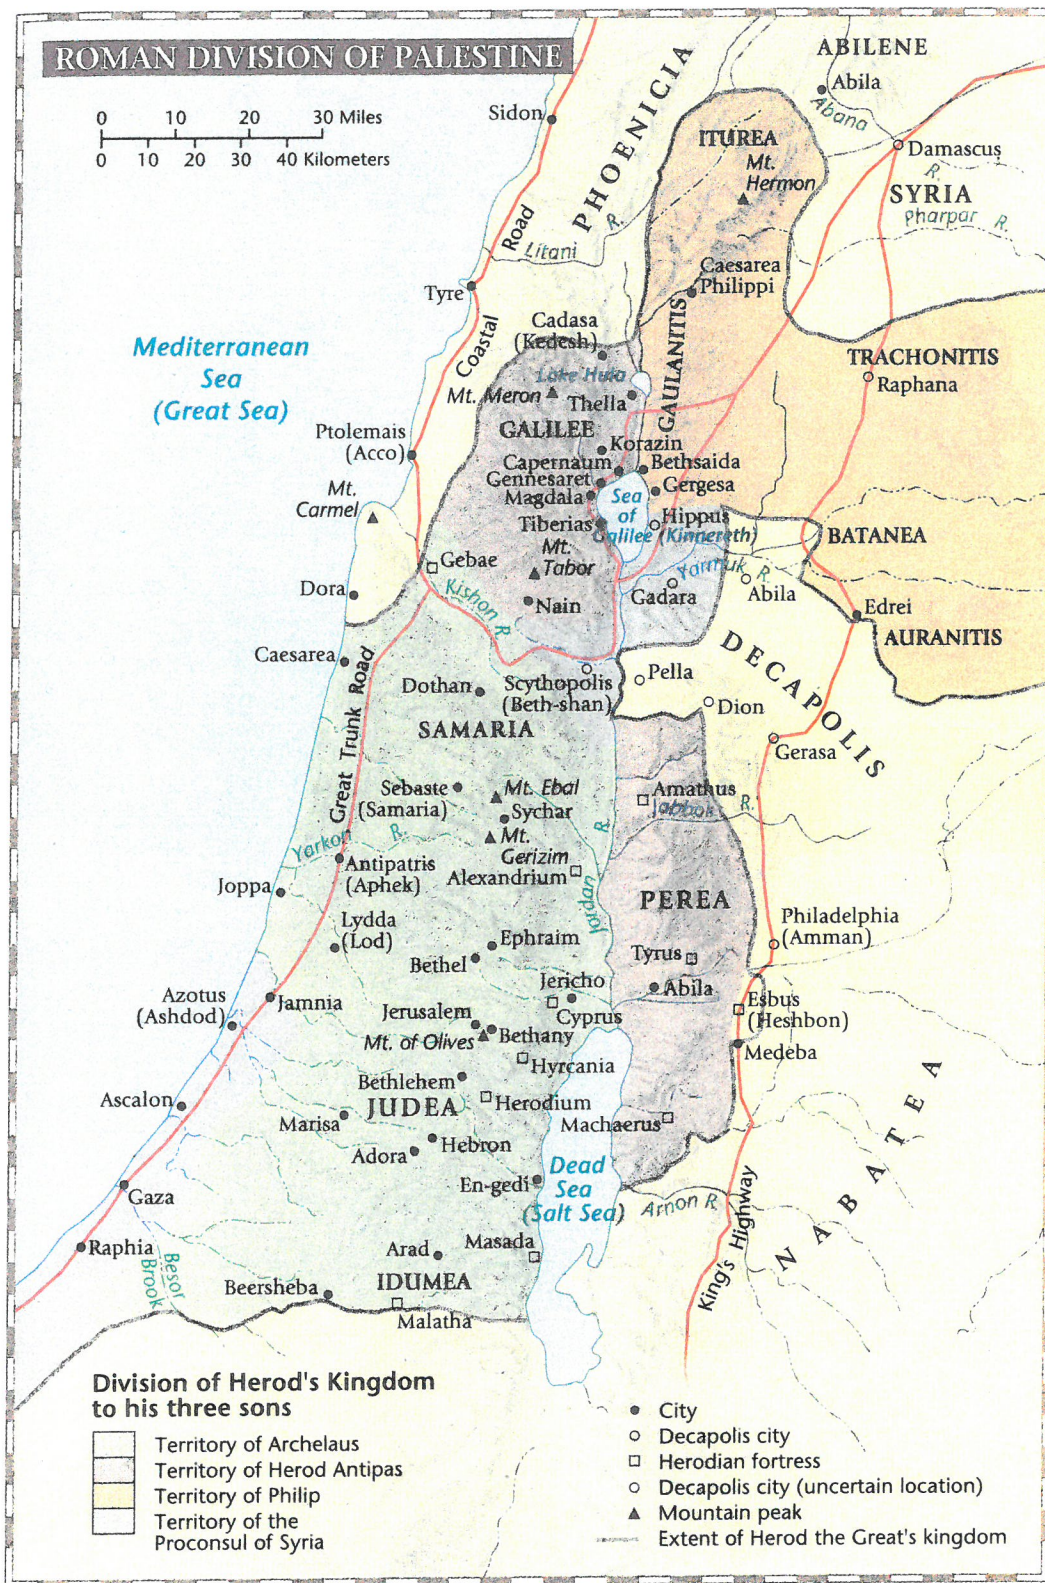 ROMAN DIVISION OF PALESTINE
0 10 20 30 Miles
0 10 20 30 40 Kilometers
ABILENE
Abila
Abana
R.
Sidon
PHOENICIA
ITUREA
Mt.
Hermon
Damascus
SYRIA
Pharpar R.
Litani R.
Coastal Road
Tyre
Caesarea
Philippi
Cadasa
(Kedesh)
Lake Hula
GAULANITIS
TRACHONITIS
Raphana
Mediterranean
Sea
(Great Sea)
Mt. Meron
Thella
GALILEE
Korazin
Ptolemais
(Acco)
Capernaum
Bethsaida
Gennesaret
Gergesa
Magdala
Mt.
Carmel
Sea
of
Galilee (Kinnereth)
Tiberias
Hippus
BATANEA
Mt.
Tabor
Gebae
Yarmuk R.
Abila
Gadara
Dora
Kishon R.
Nain
Edrei
AURANITIS
DECAPOLIS
Caesarea
Great Trunk Road
Dothan
Scythopolis
(Beth-shan)
Pella
Dion
SAMARIA
Gerasa
Sebaste
(Samaria)
Mt. Ebal
Sychar
Amathus
Jabbok R.
Mt.
Gerizim
Yarkon R.
Antipatris
(Aphek)
Alexandrium
Jordan R.
Joppa
PEREA
Lydda
(Lod)
Philadelphia
(Amman)
Ephraim
Bethel
Tyrus
Jericho
Abila
Azotus
(Ashdod)
Jamnia
Cyprus
Esbus
(Heshbon)
Jerusalem
Bethany
Mt. of Olives
Medeba
Hyrcania
Bethlehem
Ascalon
JUDEA
Herodium
Marisa
Machaerus
Hebron
Adora
NABATEA
Dead
Sea
(Salt Sea)
En-gedi
Gaza
Arnon R.
Raphia
Arad
Masada
King's Highway
Besor
Brook
IDUMEA
Beersheba
Malatha
Division of Herod's Kingdom
to his three sons
Territory of Archelaus
Territory of Herod Antipas
Territory of Philip
Territory of the
Proconsul of Syria
City
Decapolis city
Herodian fortress
Decapolis city (uncertain location)
Mountain peak
Extent of Herod the Great's kingdom